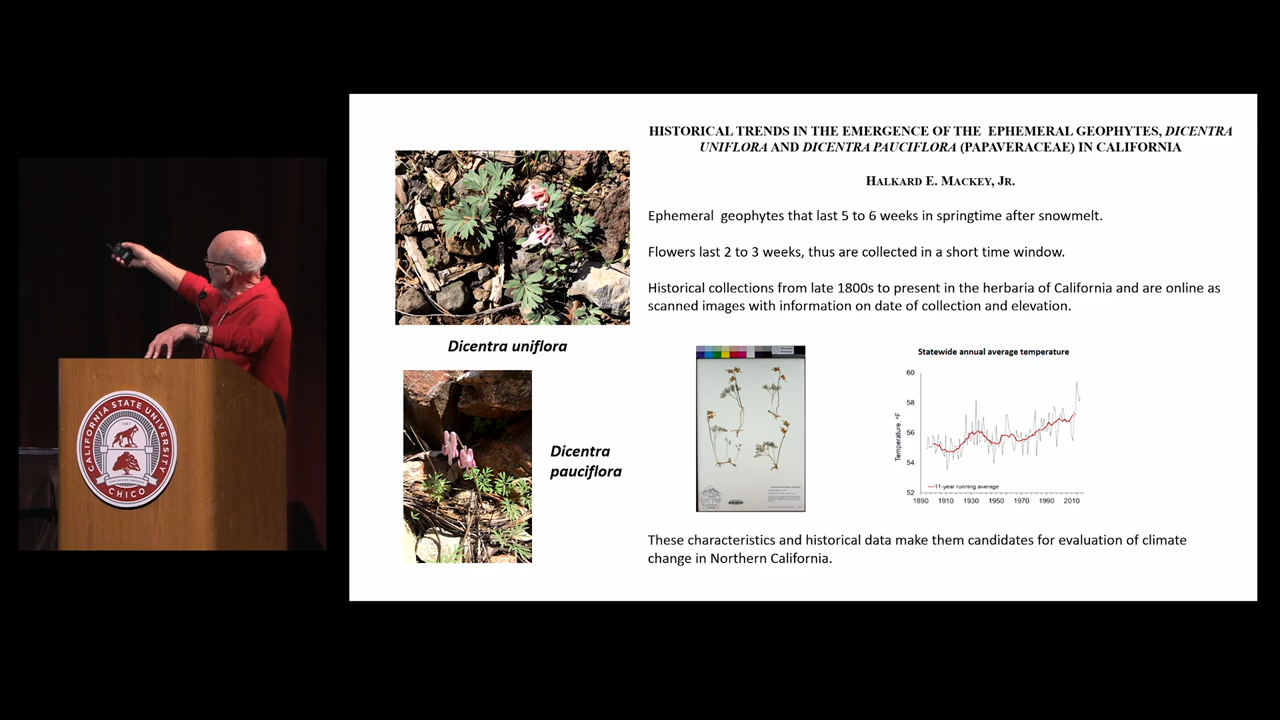 HISTORICAL TRENDS IN THE EMERGENCE OF THE EPHEMERAL GEOPHYTES, DICENTRA
UNIFLORA AND DICENTRA PAUCIFLORA (PAPAVERACEAE) IN CALIFORNIA
HALKARD E. MACKEY, JR.
Ephemeral geophytes that last 5 to 6 weeks in springtime after snowmelt.
Flowers last 2 to 3 weeks, thus are collected in a short time window.
Historical collections from late 1800s to present in the herbaria of California and are online as
scanned images with information on date of collection and elevation.
Dicentra uniflora
Dicentra
pauciflora
Statewide annual average temperature
Temperature, °F
60
58
56
54
52
11-year running average
1890 1910 1930 1950 1970 1990 2010
These characteristics and historical data make them candidates for evaluation of climate
change in Northern California.
CALIFORNIA STATE UNIVERSITY
1887
CHICO